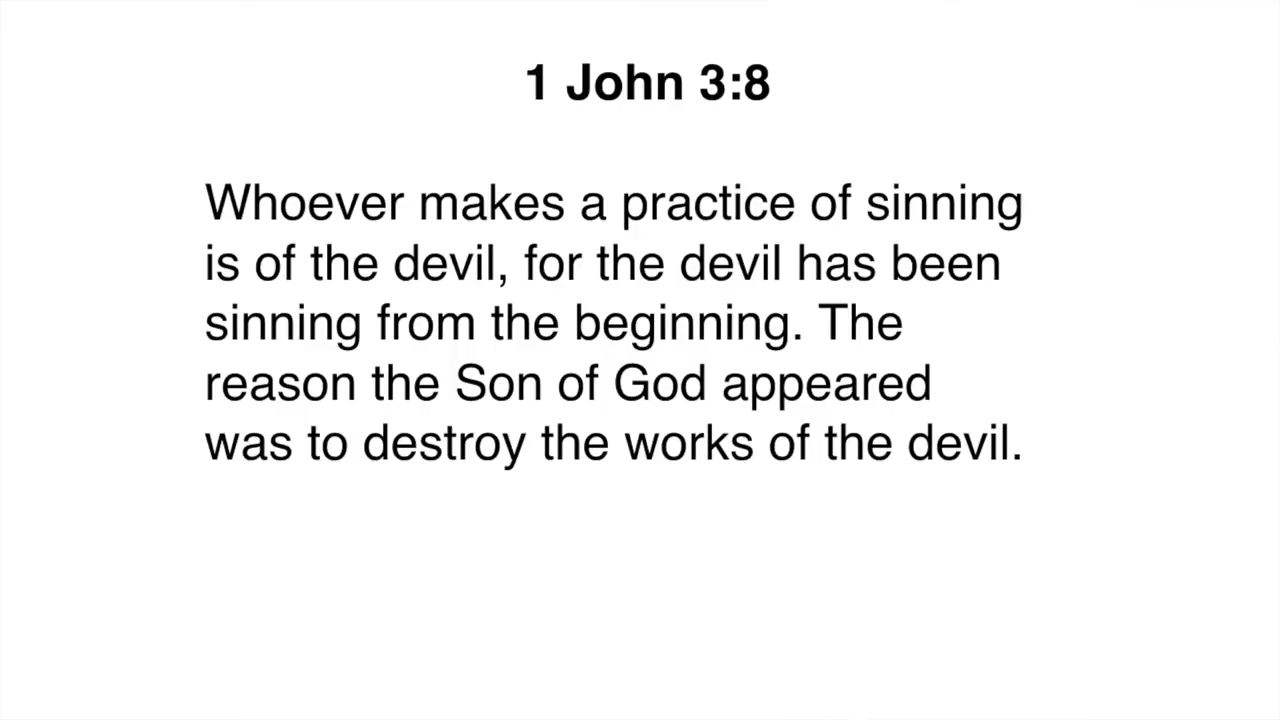 1 John 3:8
Whoever makes a practice of sinning
is of the devil, for the devil has been
sinning from the beginning. The
reason the Son of God appeared
was to destroy the works of the devil.